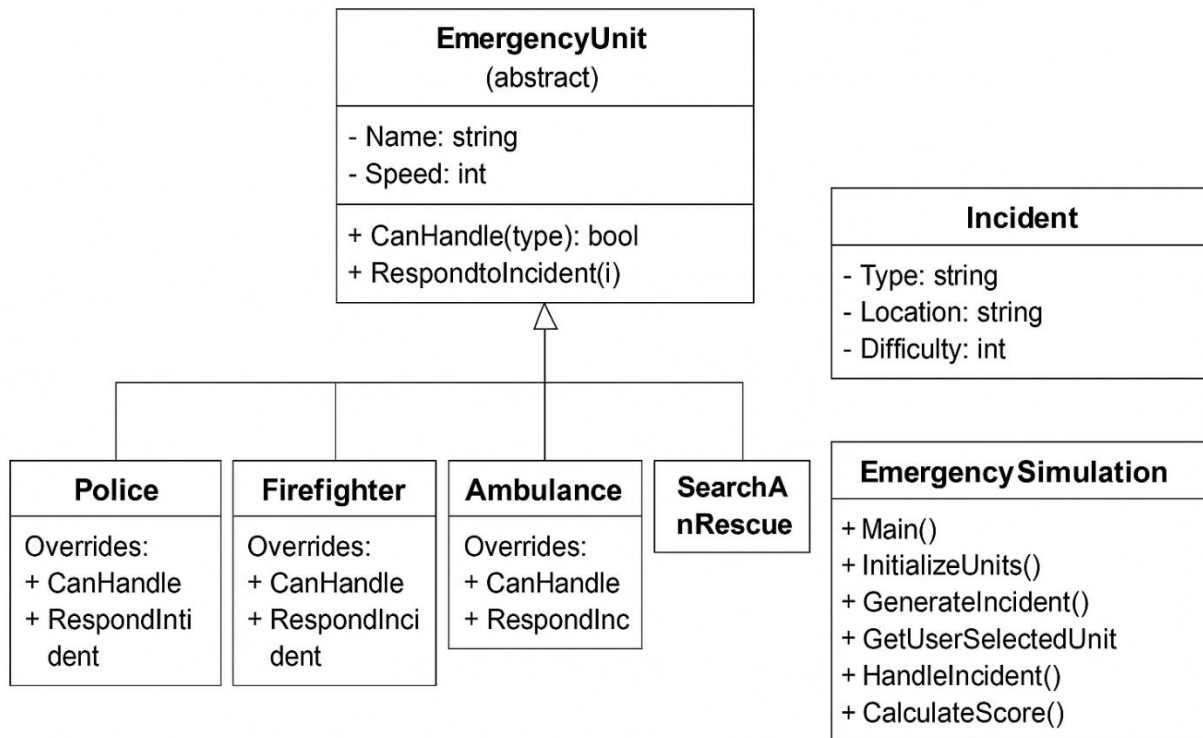 EmergencyUnit
(abstract)
- Name: string
- Speed: int
+ CanHandle(type): bool
+ RespondtoIncident(i)
Incident
- Type: string
- Location: string
- Difficulty: int
Police
Overrides:
+ CanHandle
+ RespondInti
dent
Firefighter
Overrides:
+ CanHandle
+ RespondInci
dent
Ambulance
Overrides:
+ CanHandle
+ RespondInc
SearchA
nRescue
EmergencySimulation
+ Main()
+ InitializeUnits()
+ GenerateIncident()
+ GetUserSelectedUnit
+ HandleIncident()
+ CalculateScore()